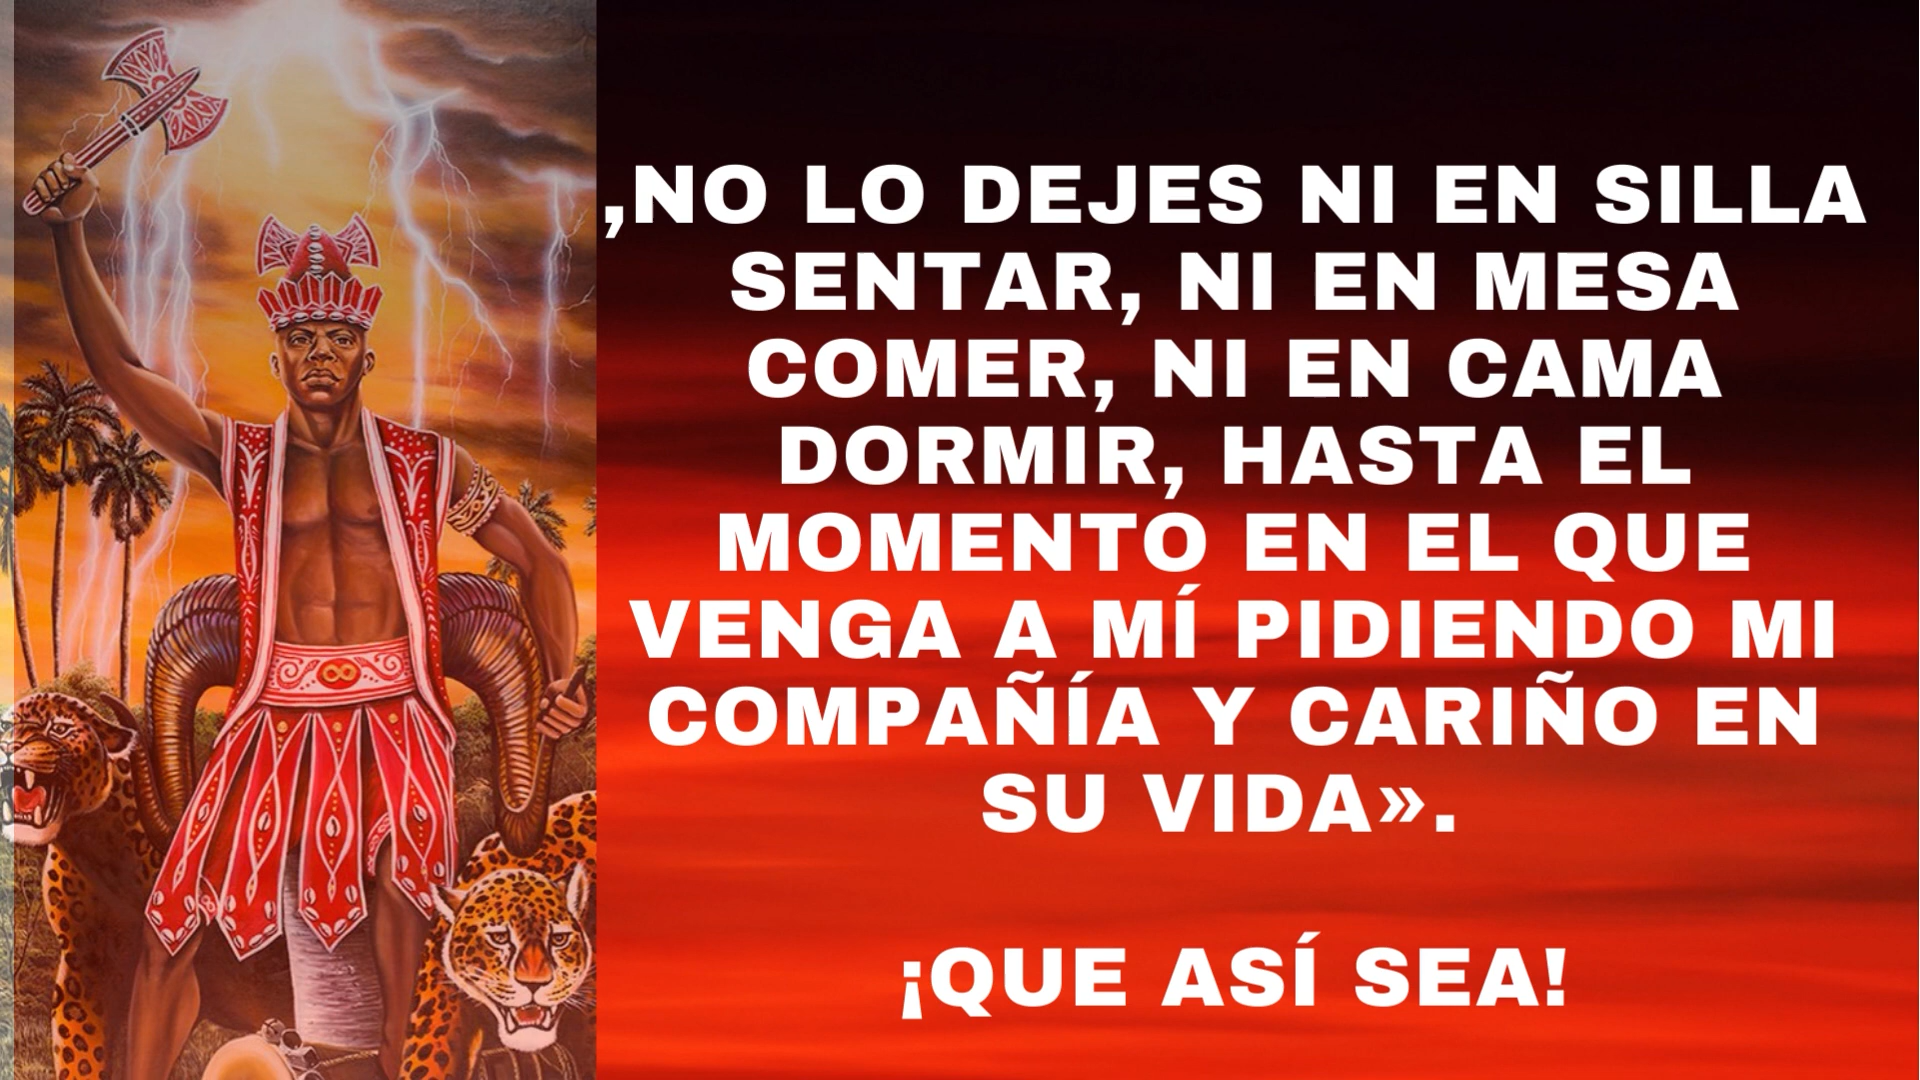 ,NO LO DEJES NI EN SILLA
SENTAR, NI EN MESA
COMER, NI EN CAMA
DORMIR, HASTA EL
MOMENTO EN EL QUE
VENGA A MÍ PIDIENDO MI
COMPAÑÍA Y CARIÑO EN
SU VIDA».
¡QUE ASÍ SEA!